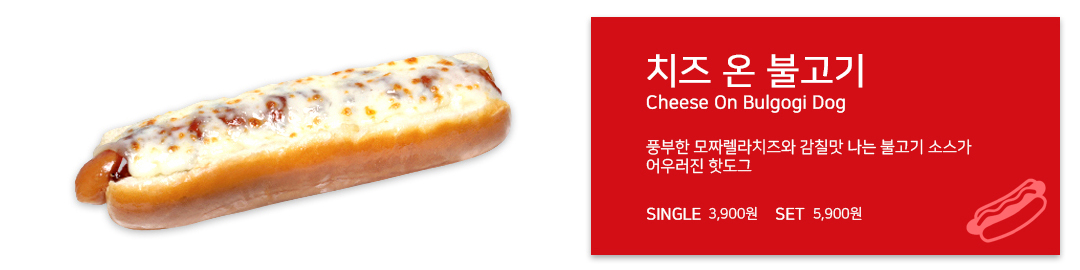 치즈 온 불고기
Cheese On Bulgogi Dog
풍부한 모짜렐라치즈와 감칠맛 나는 불고기 소스가
어우러진 핫도그
SINGLE 3,900원 SET 5,900원